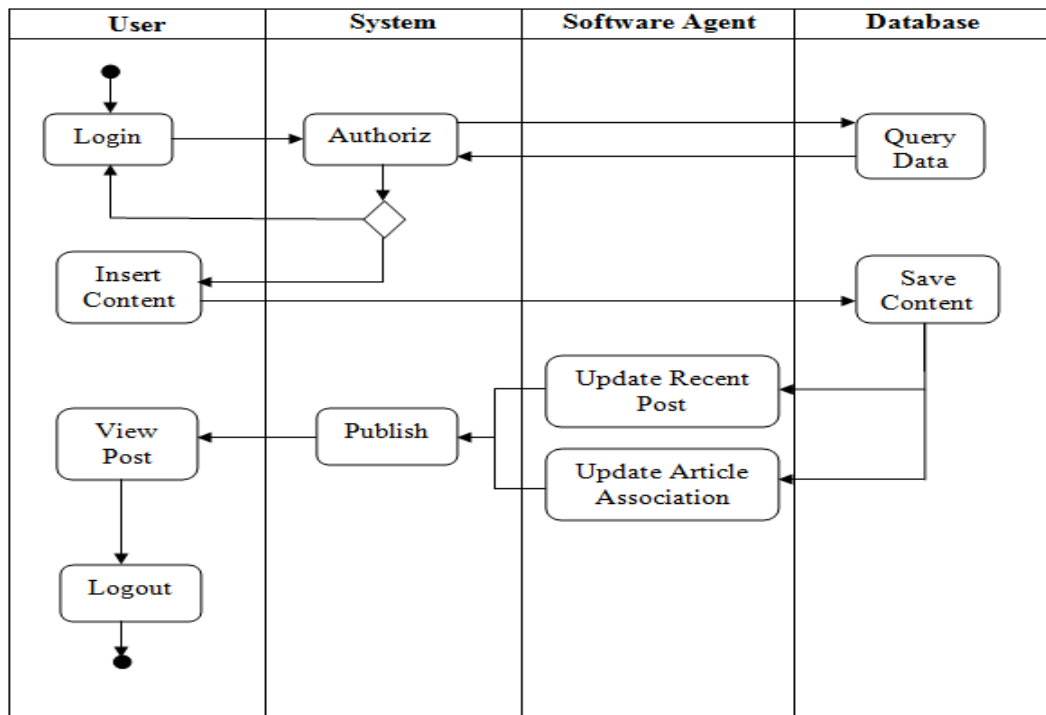 User
System
Software Agent
Database
Login
Authoriz
Query
Data
Insert
Content
Save
Content
Update Recent
Post
View
Post
Publish
Update Article
Association
Logout